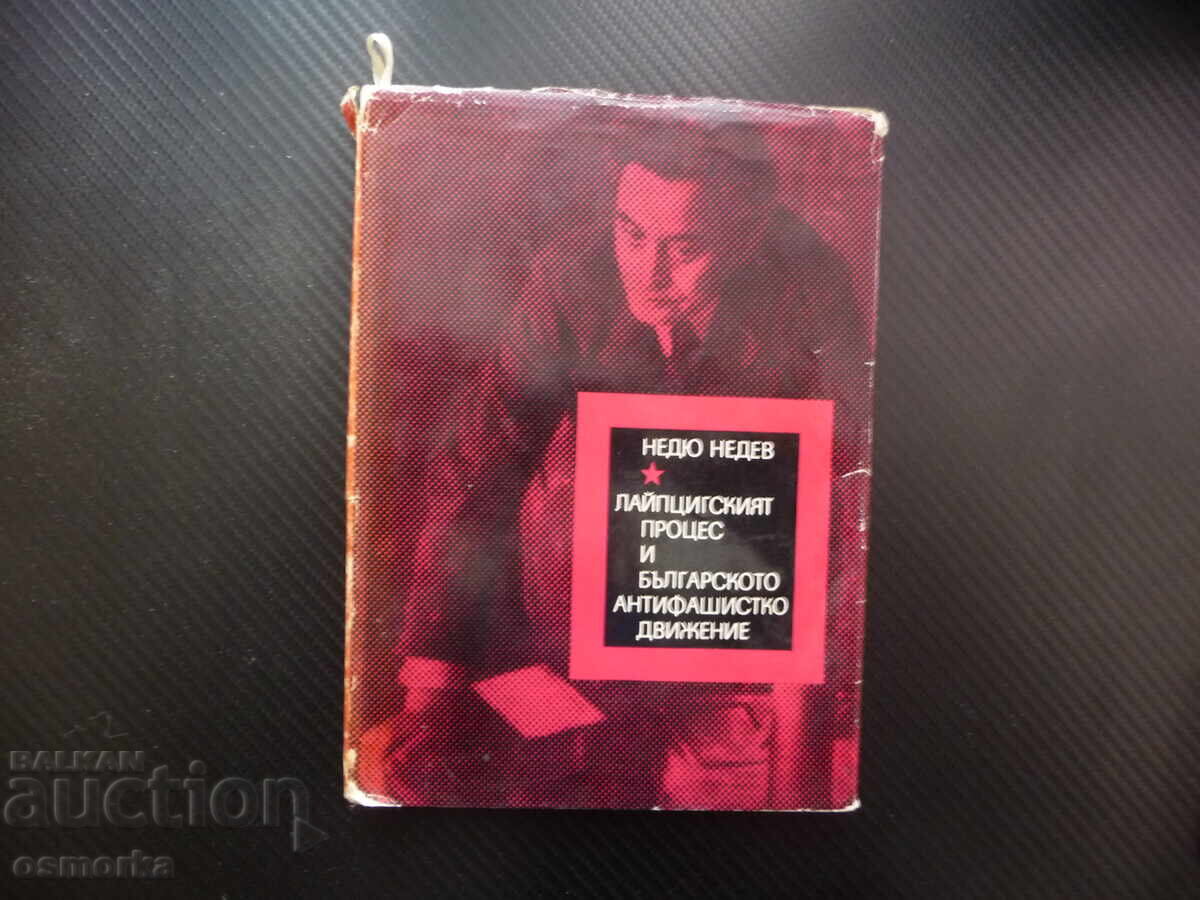 НЕДЮ НЕДЕВ
ЛАЙПЦИГСКИЯТ
ПРОЦЕС
И
БЪЛГАРСКОТО
АНТИФАШИСТКО
ДВИЖЕНИЕ
BALKAN
auction
osmorka